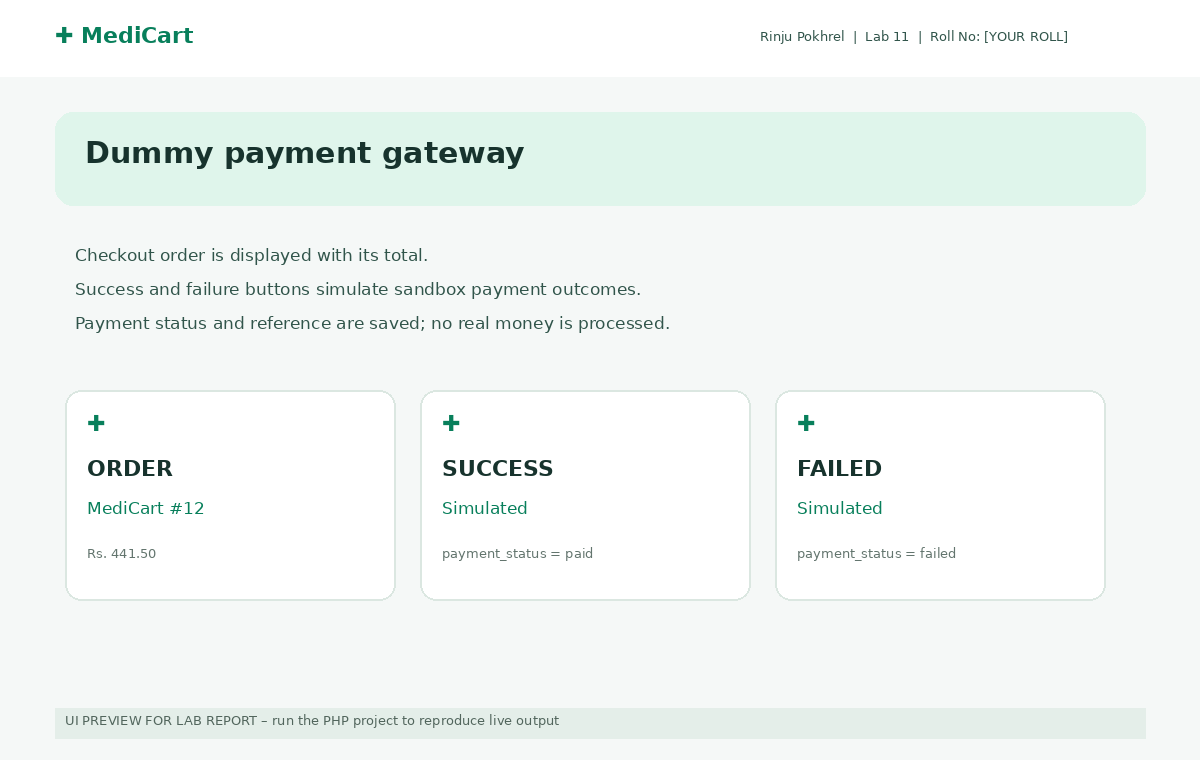 ✚ MediCart
Rinju Pokhrel | Lab 11 | Roll No: [YOUR ROLL]
Dummy payment gateway
Checkout order is displayed with its total.
Success and failure buttons simulate sandbox payment outcomes.
Payment status and reference are saved; no real money is processed.
✚
ORDER
MediCart #12
Rs. 441.50
✚
SUCCESS
Simulated
payment_status = paid
✚
FAILED
Simulated
payment_status = failed
UI PREVIEW FOR LAB REPORT – run the PHP project to reproduce live output